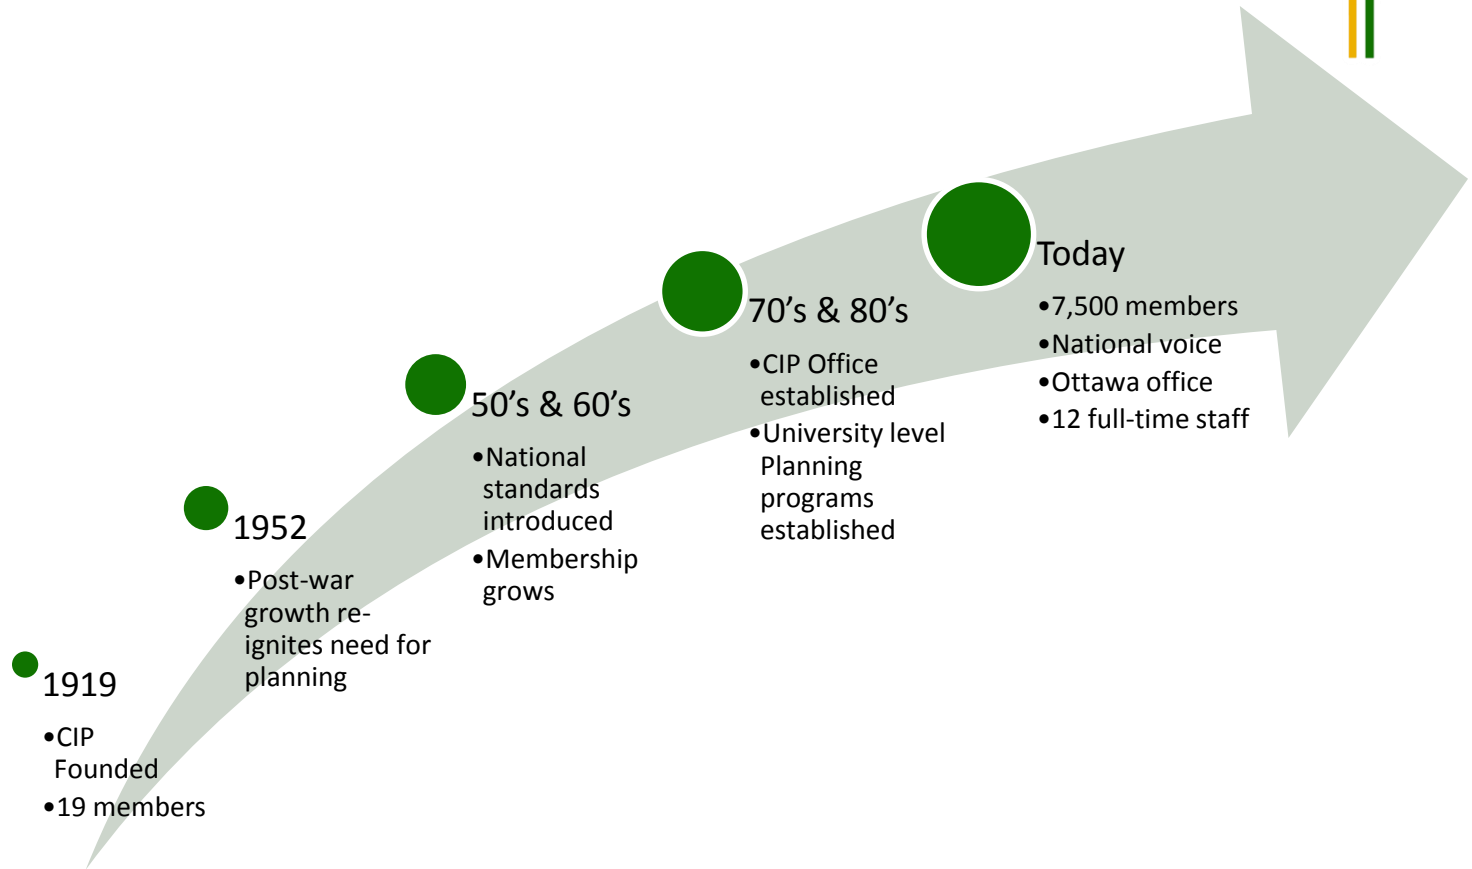 1919
•CIP
Founded
•19 members
1952
•Post-war
growth re-
ignites need for
planning
50’s & 60’s
•National
standards
introduced
•Membership
grows
70’s & 80’s
•CIP Office
established
•University level
Planning
programs
established
Today
•7,500 members
•National voice
•Ottawa office
•12 full-time staff